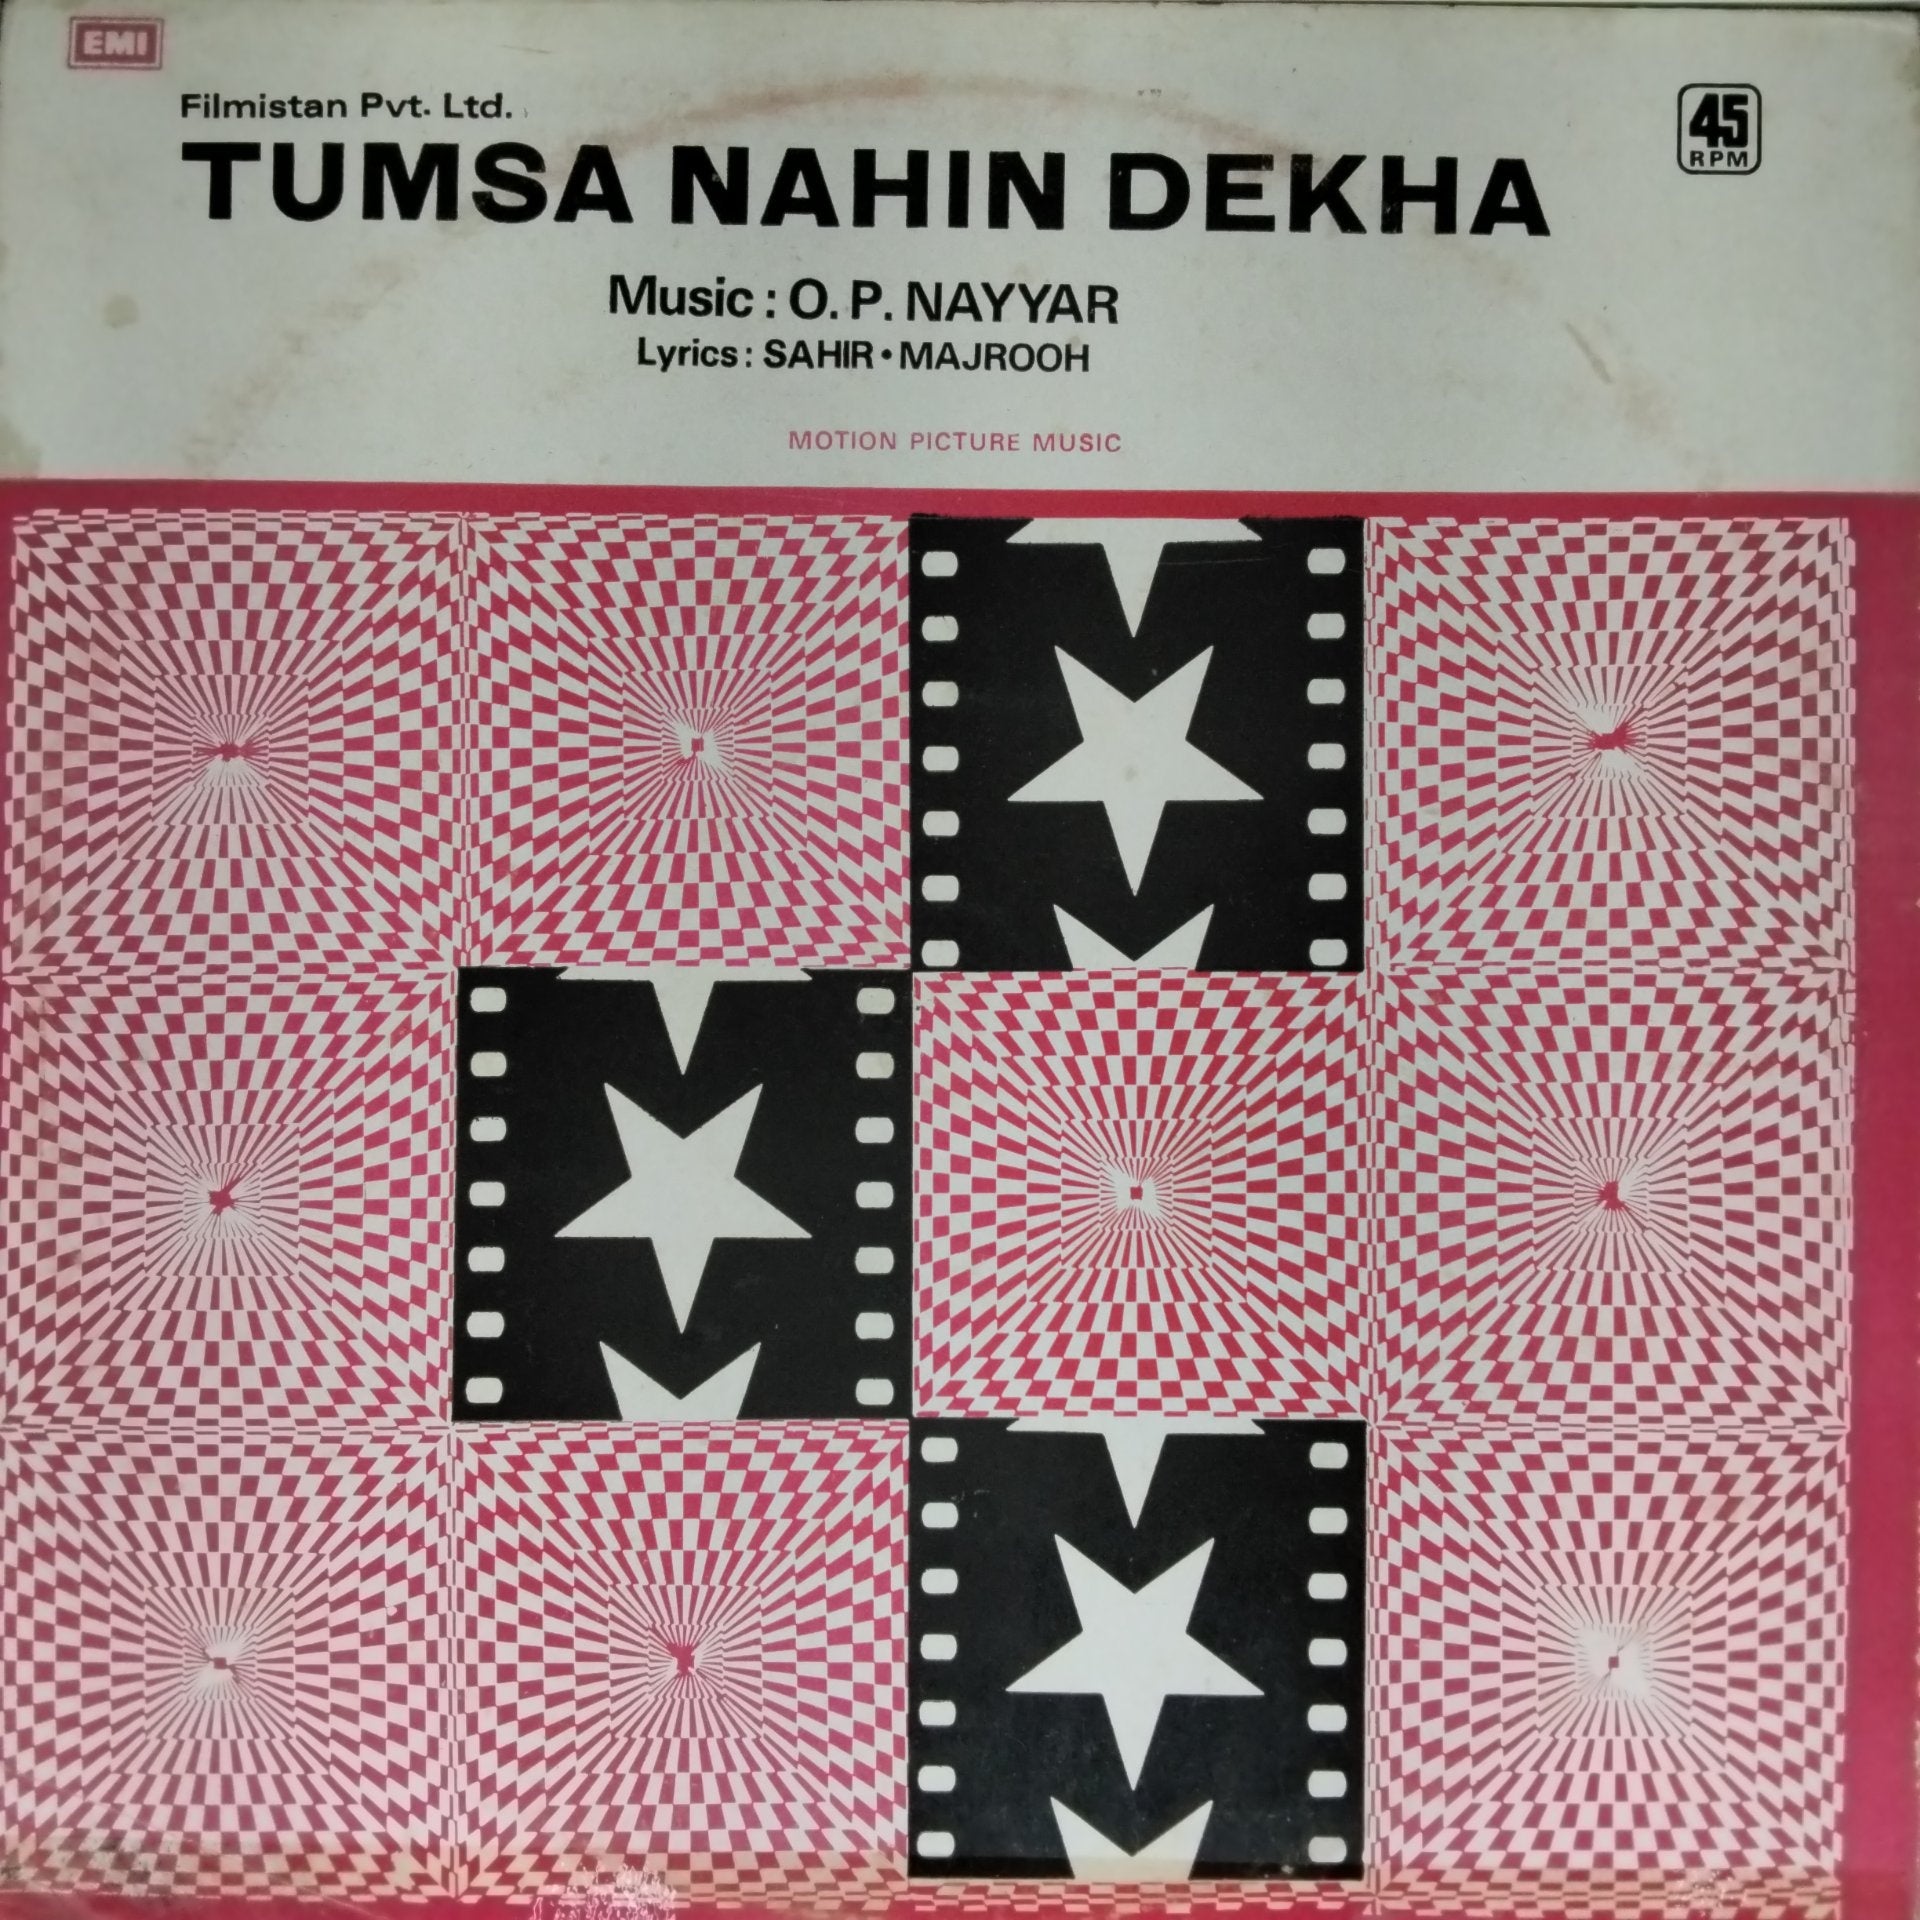 EMI
Filmistan Pvt. Ltd.
45
RPM
TUMSA NAHIN DEKHA
Music : O. P. NAYYAR
Lyrics : SAHIR • MAJROOH
MOTION PICTURE MUSIC